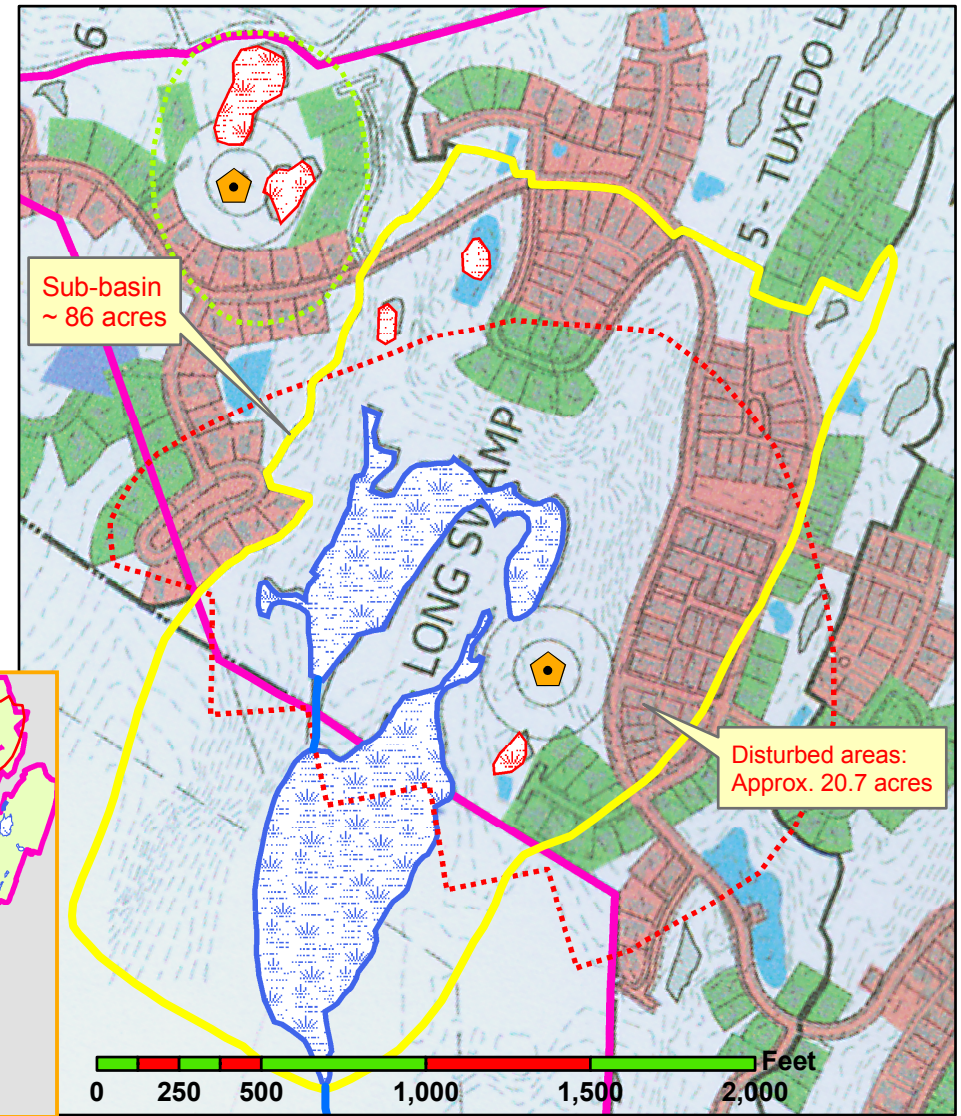 6
5 - TUXEDO L
Sub-basin
~ 86 acres
LONG SWAMP
Disturbed areas:
Approx. 20.7 acres
Feet
0 250 500 1,000 1,500 2,000